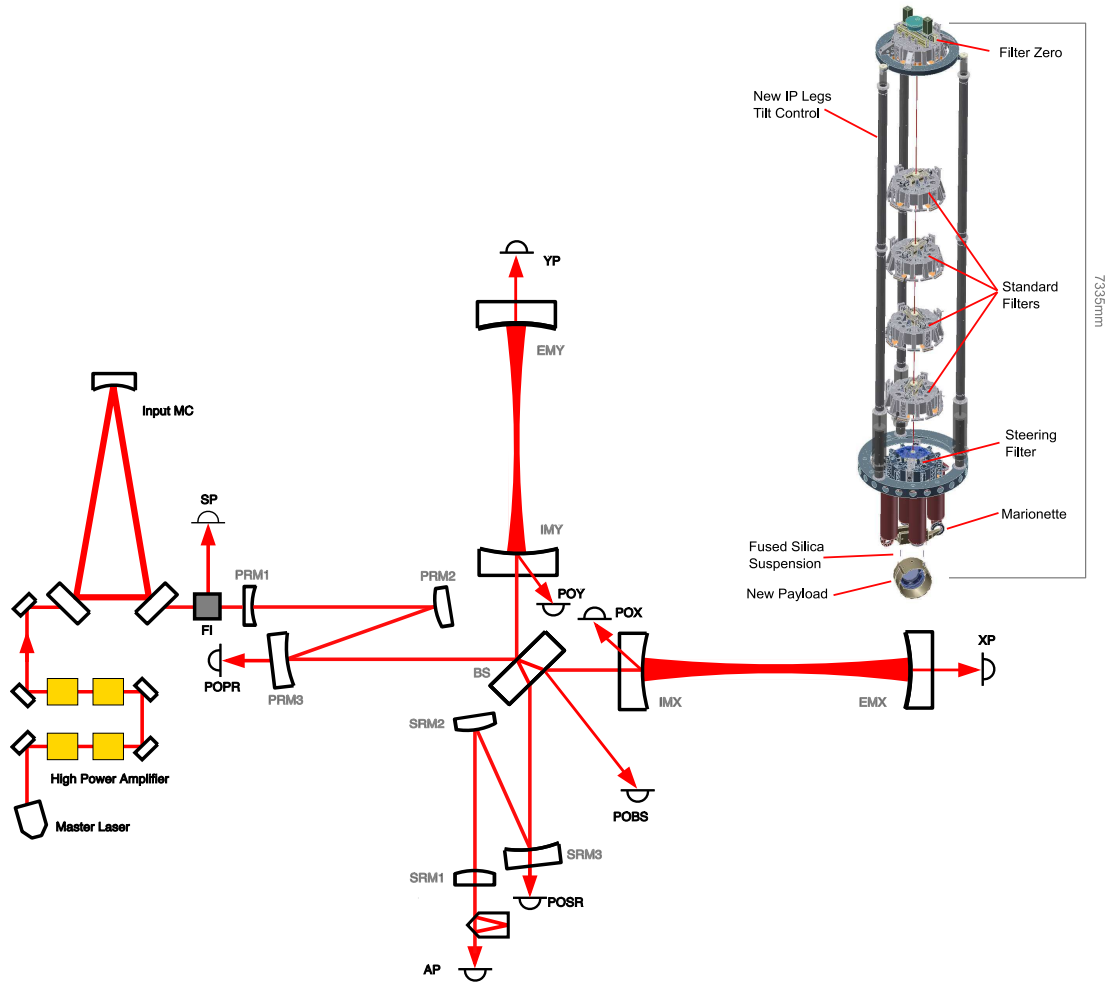 Filter Zero
New IP Legs
Tilt Control
Standard
Filters
7335mm
Steering
Filter
Marionette
Fused Silica
Suspension
New Payload
YP
EMY
Input MC
SP
IMY
PRM1
PRM2
POY
POX
FI
XP
BS
POPR
PRM3
IMX
EMX
SRM2
High Power Amplifier
POBS
Master Laser
SRM3
SRM1
POSR
AP